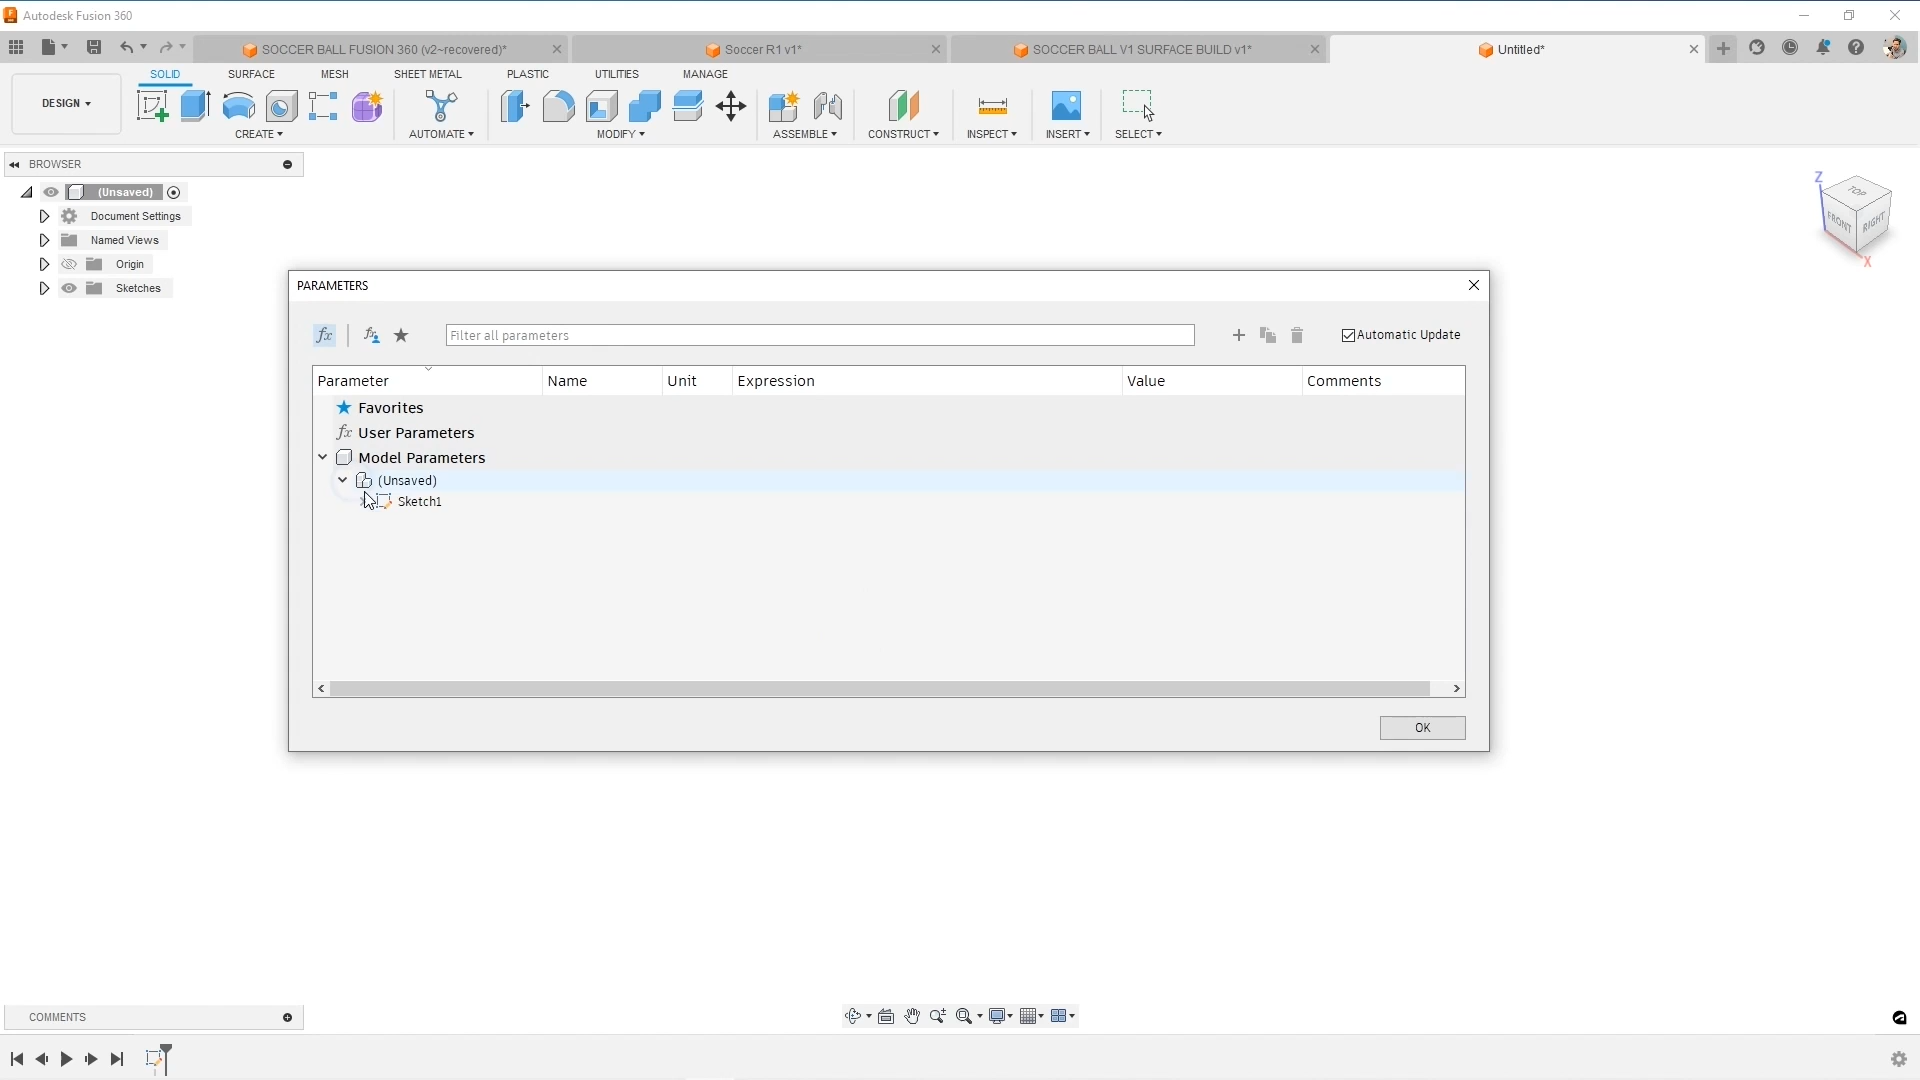 Autodesk Fusion 360
SOCCER BALL FUSION 360 (v2~recovered)*
Soccer R1 v1*
SOCCER BALL V1 SURFACE BUILD v1*
Untitled*
DESIGN
SOLID
SURFACE
MESH
SHEET METAL
PLASTIC
UTILITIES
MANAGE
CREATE
AUTOMATE
MODIFY
ASSEMBLE
CONSTRUCT
INSPECT
INSERT
SELECT
BROWSER
(Unsaved)
Document Settings
Named Views
Origin
Sketches
Z
TOP
FRONT
RIGHT
X
PARAMETERS
fx
fx
Filter all parameters
Automatic Update
Parameter
Name
Unit
Expression
Value
Comments
Favorites
fx User Parameters
Model Parameters
(Unsaved)
Sketch1
OK
COMMENTS